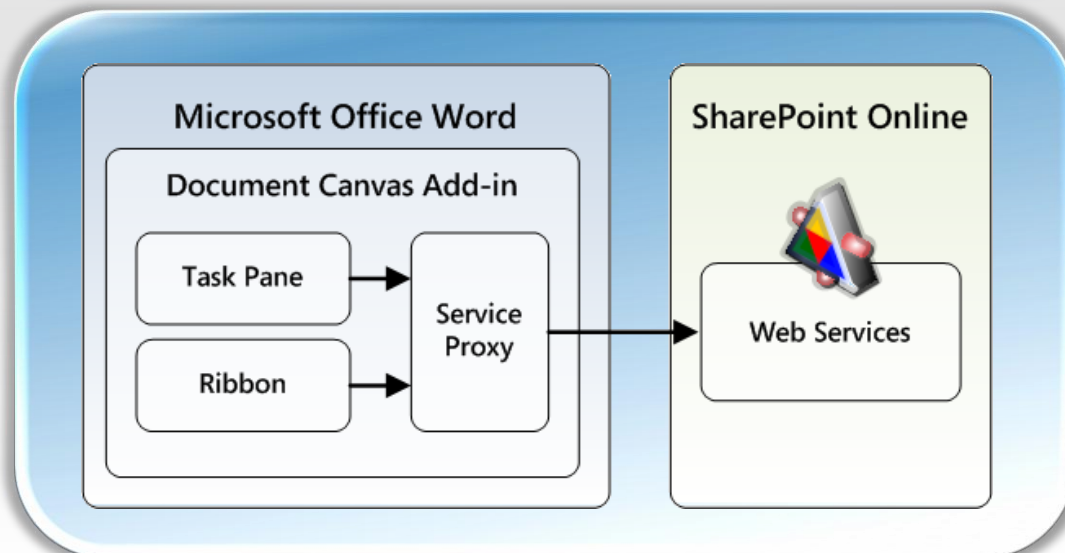 Microsoft Office Word
SharePoint Online
Document Canvas Add-in
Task Pane
Service
Proxy
Ribbon
Web Services